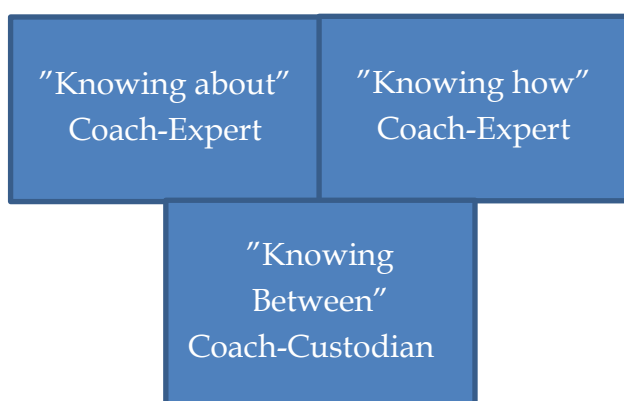 ”Knowing about”
Coach-Expert
”Knowing how”
Coach-Expert
”Knowing
Between”
Coach-Custodian